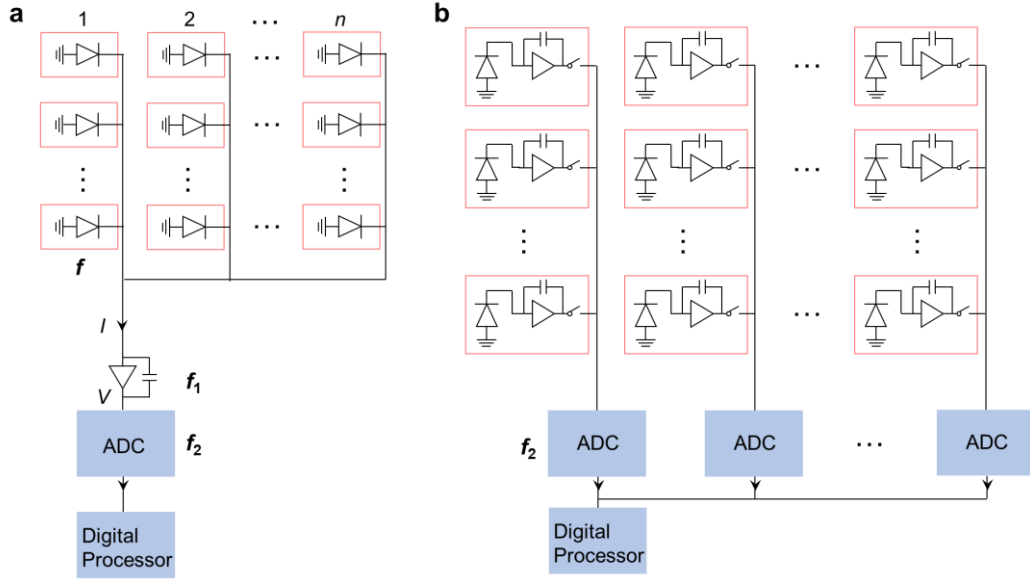 a
1 2 ... n
... 
f
I
V
f1
ADC
f2
Digital
Processor
b
f2
ADC
ADC
...
ADC
Digital
Processor